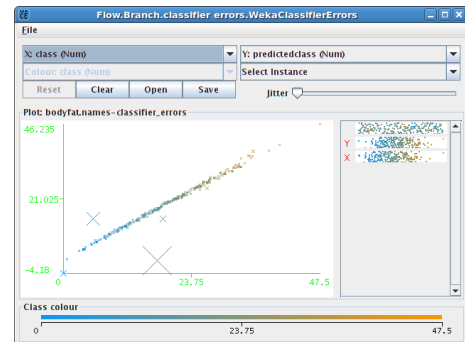 Flow.Branch.classifier errors.WekaClassifierErrors
File
X: class (Num)
Y: predictedclass (Num)
Colour: class (Num)
Select Instance
Reset
Clear
Open
Save
Jitter
Plot: bodyfat.names-classifier_errors
46.235
21.025
-4.18
0
23.75
47.5
Y
X
Class colour
0
23.75
47.5